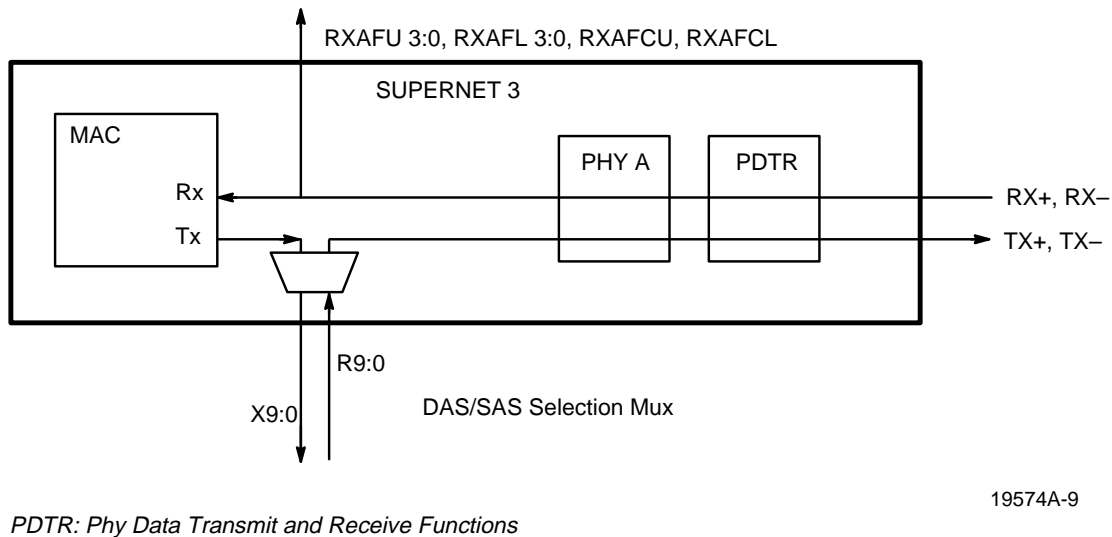 RXAFU 3:0, RXAFL 3:0, RXAFCU, RXAFCL
SUPERNET 3
MAC
PHY A
PDTR
Rx
RX+, RX–
Tx
TX+, TX–
R9:0
X9:0
DAS/SAS Selection Mux
19574A-9
PDTR: Phy Data Transmit and Receive Functions